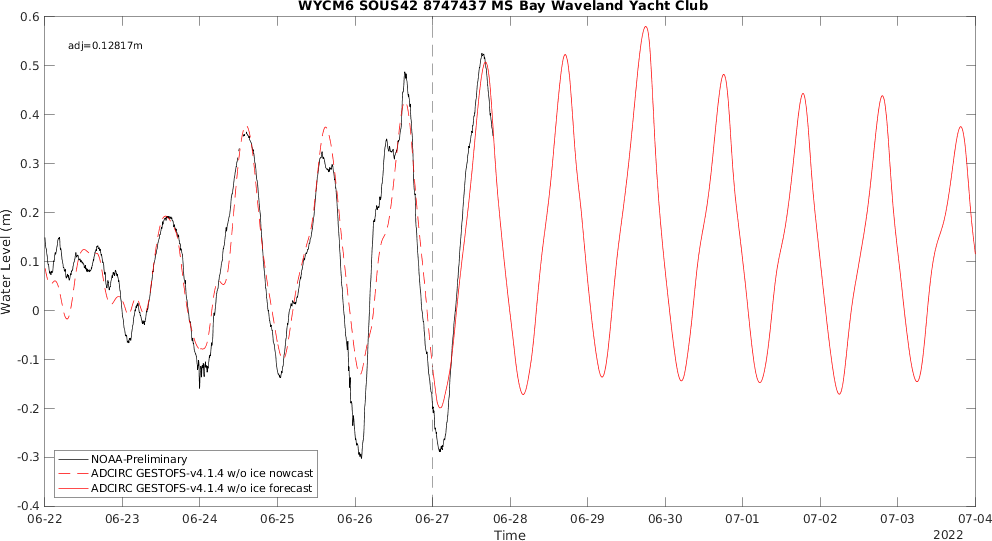 WYCM6 SOUS42 8747437 MS Bay Waveland Yacht Club
adj=0.12817m
0.6
0.5
0.4
0.3
0.2
0.1
0
-0.1
-0.2
-0.3
-0.4
Water Level (m)
NOAA-Preliminary
ADCIRC GESTOFS-v4.1.4 w/o ice nowcast
ADCIRC GESTOFS-v4.1.4 w/o ice forecast
06-22 06-23 06-24 06-25 06-26 06-27 06-28 06-29 06-30 07-01 07-02 07-03 07-04
Time
2022